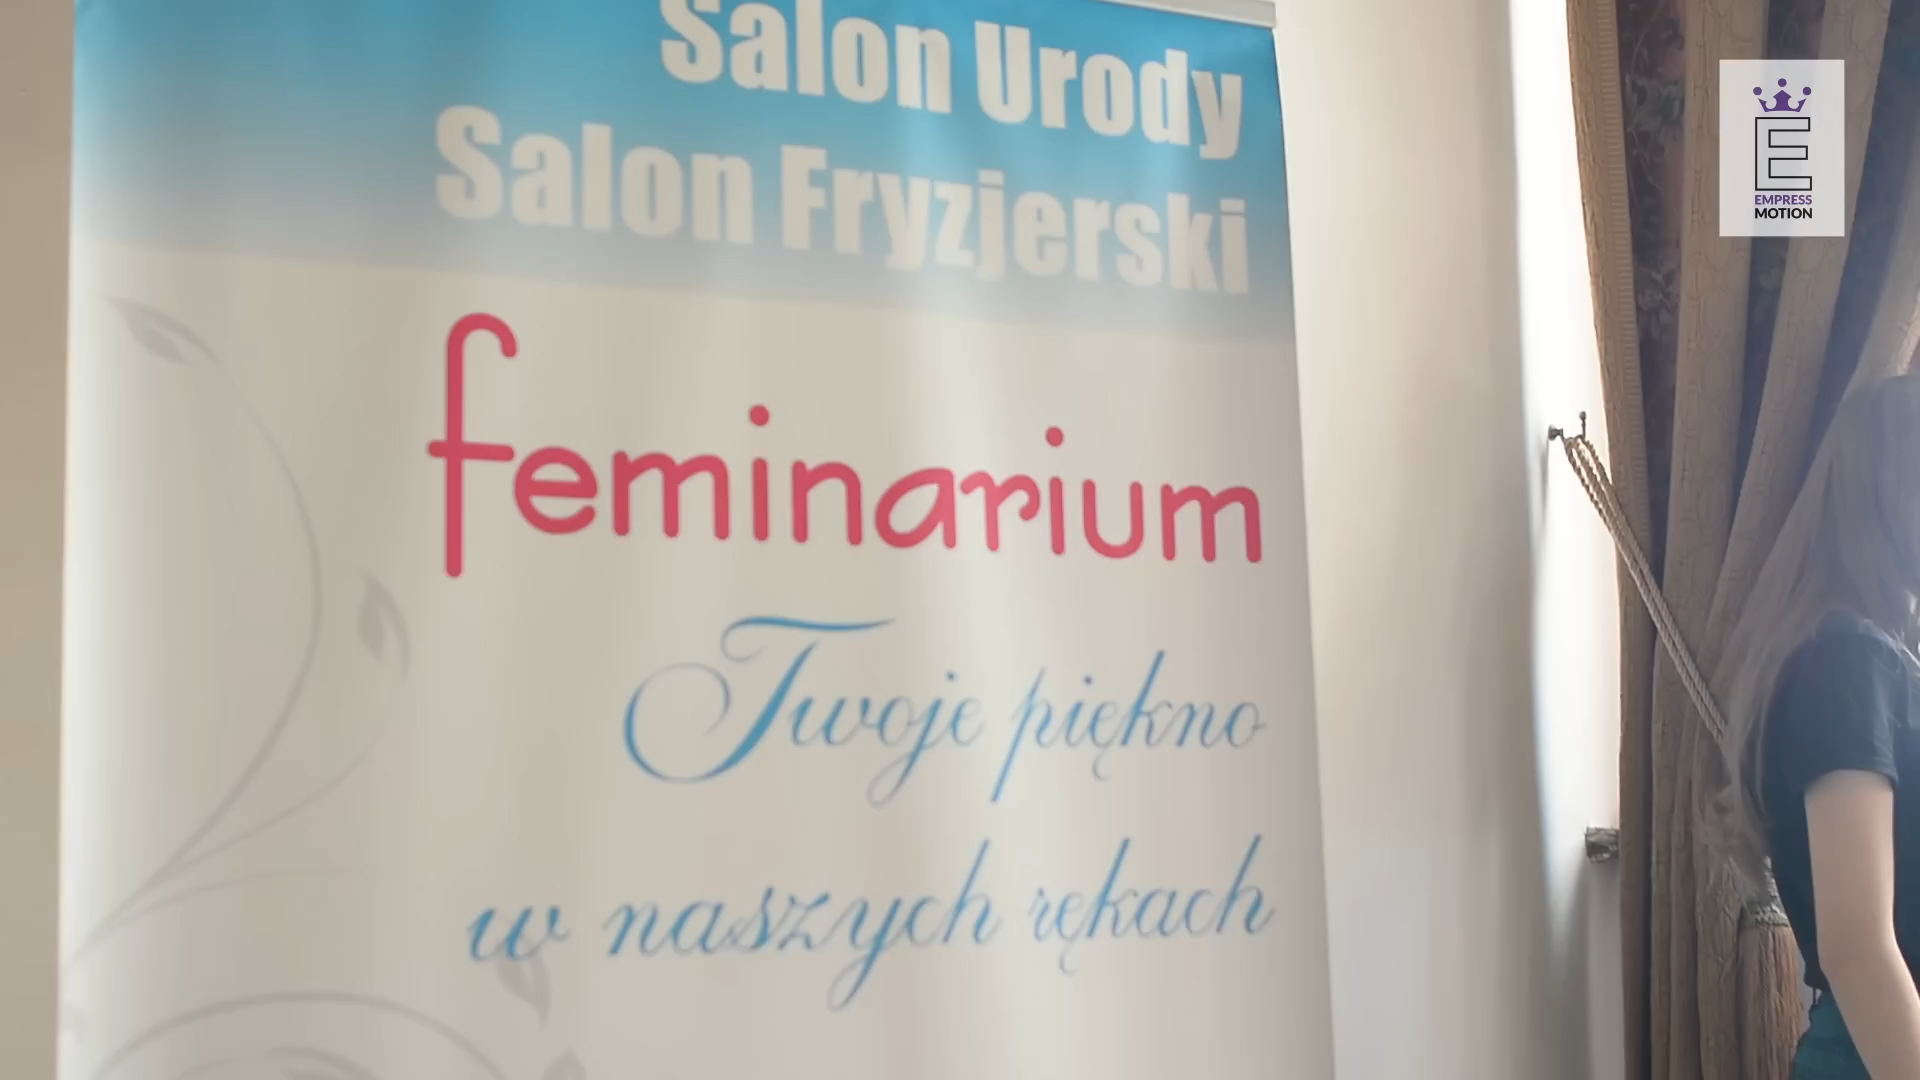 Salon Urody
Salon Fryzjerski
feminarium
Twoje piękno
w naszych rękach
E
EMPRESS
MOTION